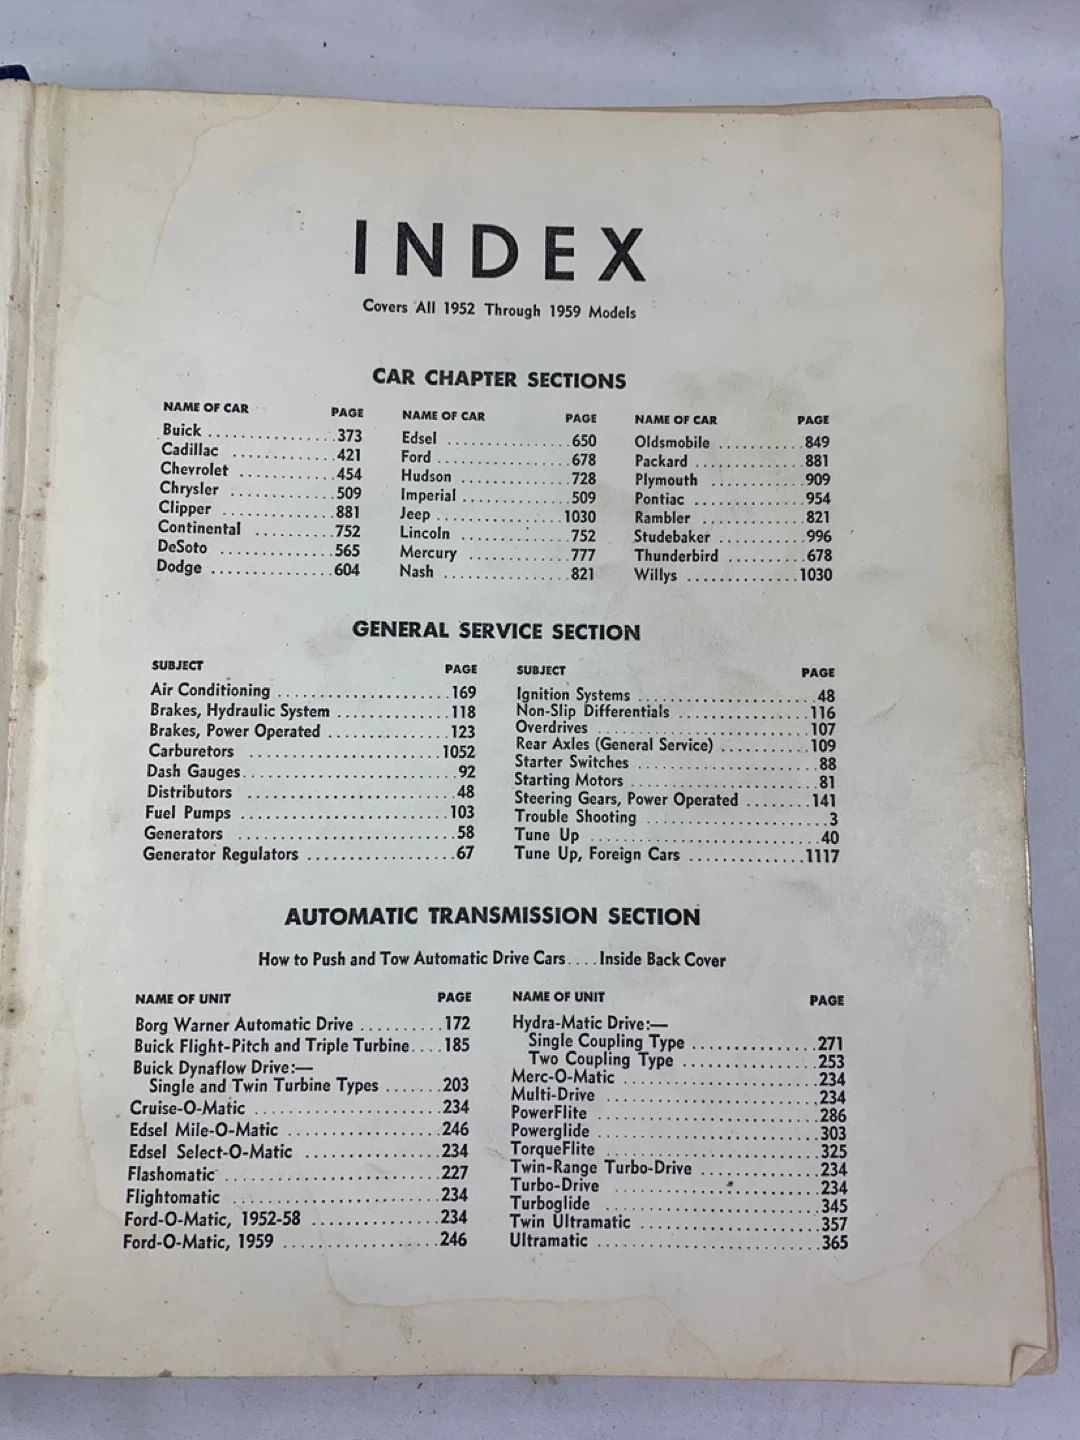 INDEX
Covers All 1952 Through 1959 Models
CAR CHAPTER SECTIONS
NAME OF CAR PAGE
Buick ................ 373
Cadillac ............. 421
Chevrolet ............ 454
Chrysler ............. 509
Clipper .............. 881
Continental .......... 752
DeSoto ............... 565
Dodge ................ 604
NAME OF CAR PAGE
Edsel ................ 650
Ford ................. 678
Hudson ............... 728
Imperial ............. 509
Jeep ................. 1030
Lincoln .............. 752
Mercury .............. 777
Nash ................. 821
NAME OF CAR PAGE
Oldsmobile ........... 849
Packard .............. 881
Plymouth ............. 909
Pontiac .............. 954
Rambler .............. 821
Studebaker ........... 996
Thunderbird .......... 678
Willys ............... 1030
GENERAL SERVICE SECTION
SUBJECT PAGE
Air Conditioning ..................... 169
Brakes, Hydraulic System .............. 118
Brakes, Power Operated ............... 123
Carburetors ......................... 1052
Dash Gauges.......................... 92
Distributors ......................... 48
Fuel Pumps .......................... 103
Generators .......................... 58
Generator Regulators .................. 67
SUBJECT PAGE
Ignition Systems ...................... 48
Non-Slip Differentials ................ 116
Overdrives .......................... 107
Rear Axles (General Service) .......... 109
Starter Switches ...................... 88
Starting Motors ....................... 81
Steering Gears, Power Operated ........ 141
Trouble Shooting ...................... 3
Tune Up ............................. 40
Tune Up, Foreign Cars .............. 1117
AUTOMATIC TRANSMISSION SECTION
How to Push and Tow Automatic Drive Cars.... Inside Back Cover
NAME OF UNIT PAGE
Borg Warner Automatic Drive .......... 172
Buick Flight-Pitch and Triple Turbine.... 185
Buick Dynaflow Drive:—
Single and Twin Turbine Types ....... 203
Cruise-O-Matic ....................... 234
Edsel Mile-O-Matic ................... 246
Edsel Select-O-Matic ................. 234
Flashomatic .......................... 227
Flightomatic ......................... 234
Ford-O-Matic, 1952-58 ................ 234
Ford-O-Matic, 1959 ................... 246
NAME OF UNIT PAGE
Hydra-Matic Drive:—
Single Coupling Type ................ 271
Two Coupling Type .................. 253
Merc-O-Matic ........................ 234
Multi-Drive .......................... 234
PowerFlite ........................... 286
Powerglide ........................... 303
TorqueFlite .......................... 325
Twin-Range Turbo-Drive .............. 234
Turbo-Drive ......................... 234
Turboglide ........................... 345
Twin Ultramatic ...................... 357
Ultramatic ........................... 365